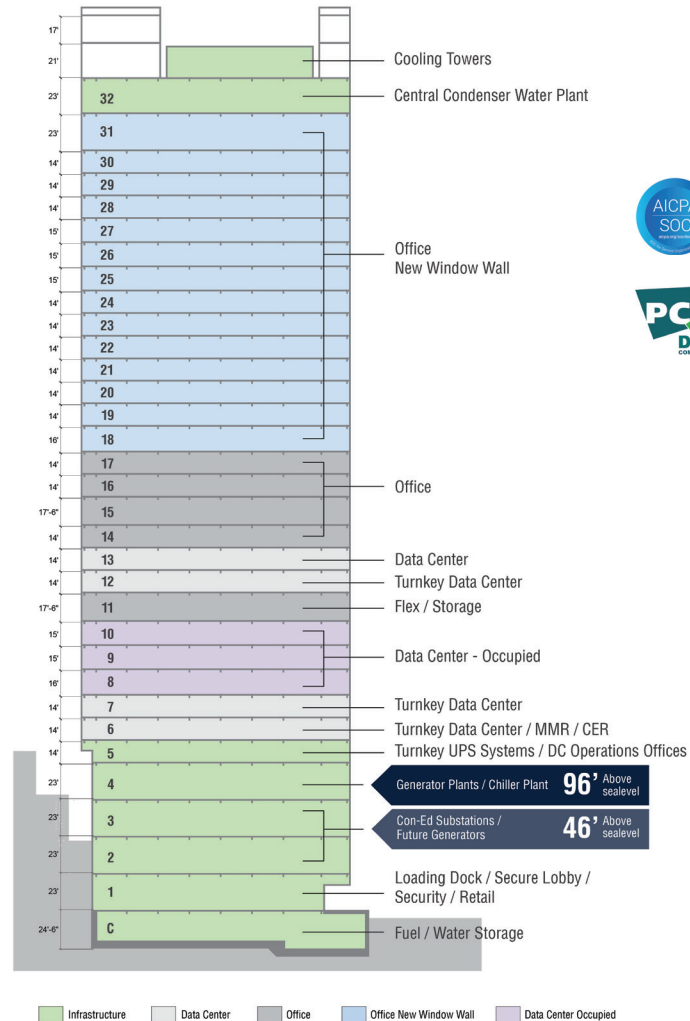 17'
21'
Cooling Towers
23'
32
Central Condenser Water Plant
23'
31
14'
30
14'
29
14'
28
15'
27
15'
26
15'
25
14'
24
14'
23
14'
22
14'
21
14'
20
14'
19
16'
18
Office
New Window Wall
AICPA
SOC
PC
D
14'
17
14'
16
17'-6"
15
14'
14
Office
14'
13
Data Center
14'
12
Turnkey Data Center
17'-6"
11
Flex / Storage
15'
10
15'
9
16'
8
Data Center - Occupied
14'
7
Turnkey Data Center
14'
6
Turnkey Data Center / MMR / CER
14'
5
Turnkey UPS Systems / DC Operations Offices
23'
4
Generator Plants / Chiller Plant 96' Above
sealevel
23'
3
23'
2
Con-Ed Substations /
Future Generators 46' Above
sealevel
23'
1
Loading Dock / Secure Lobby /
Security / Retail
24'-6"
C
Fuel / Water Storage
Infrastructure Data Center Office Office New Window Wall Data Center Occupied